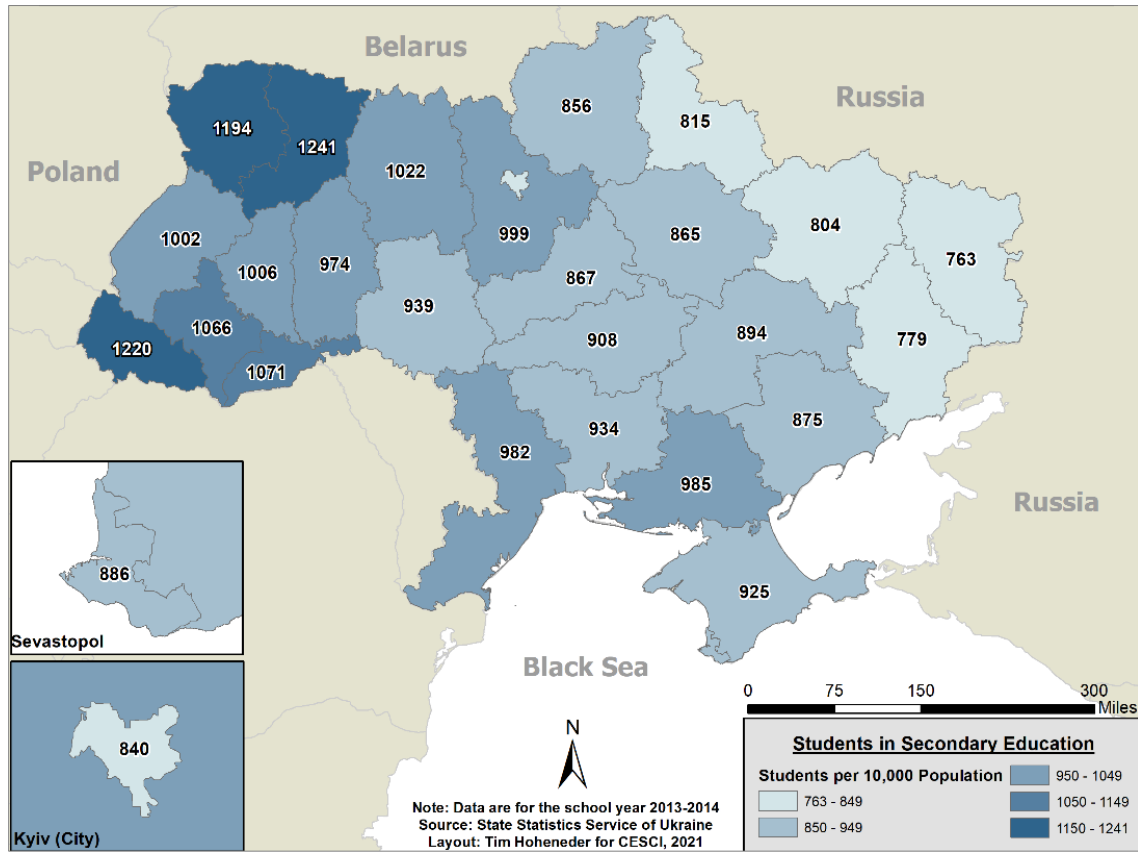 Belarus
Russia
Poland
856
815
1194
1241
1022
999
804
763
865
1002
1006
974
867
939
908
894
779
1066
1220
1071
982
934
875
985
925
Russia
Black Sea
886
Sevastopol
840
Kyiv (City)
N
Note: Data are for the school year 2013-2014
Source: State Statistics Service of Ukraine
Layout: Tim Hoheneder for CESCI, 2021
0 75 150 300
Miles
Students in Secondary Education
Students per 10,000 Population
763 - 849
850 - 949
950 - 1049
1050 - 1149
1150 - 1241